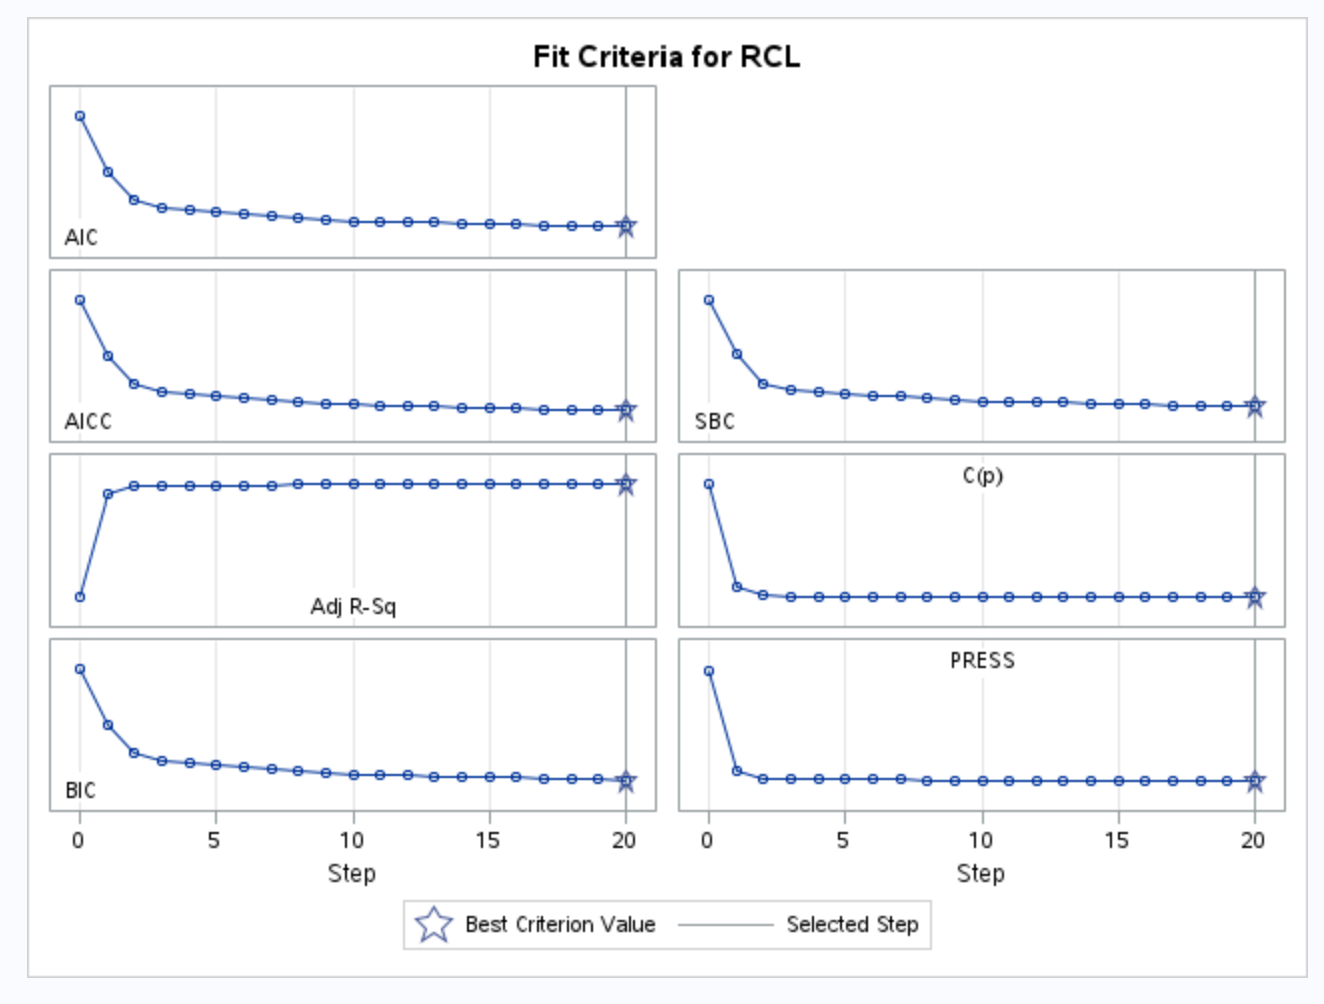 Fit Criteria for RCL
AIC
AICC
SBC
Adj R-Sq
C(p)
BIC
PRESS
0 5 10 15 20
0 5 10 15 20
Step
Step
Best Criterion Value
Selected Step